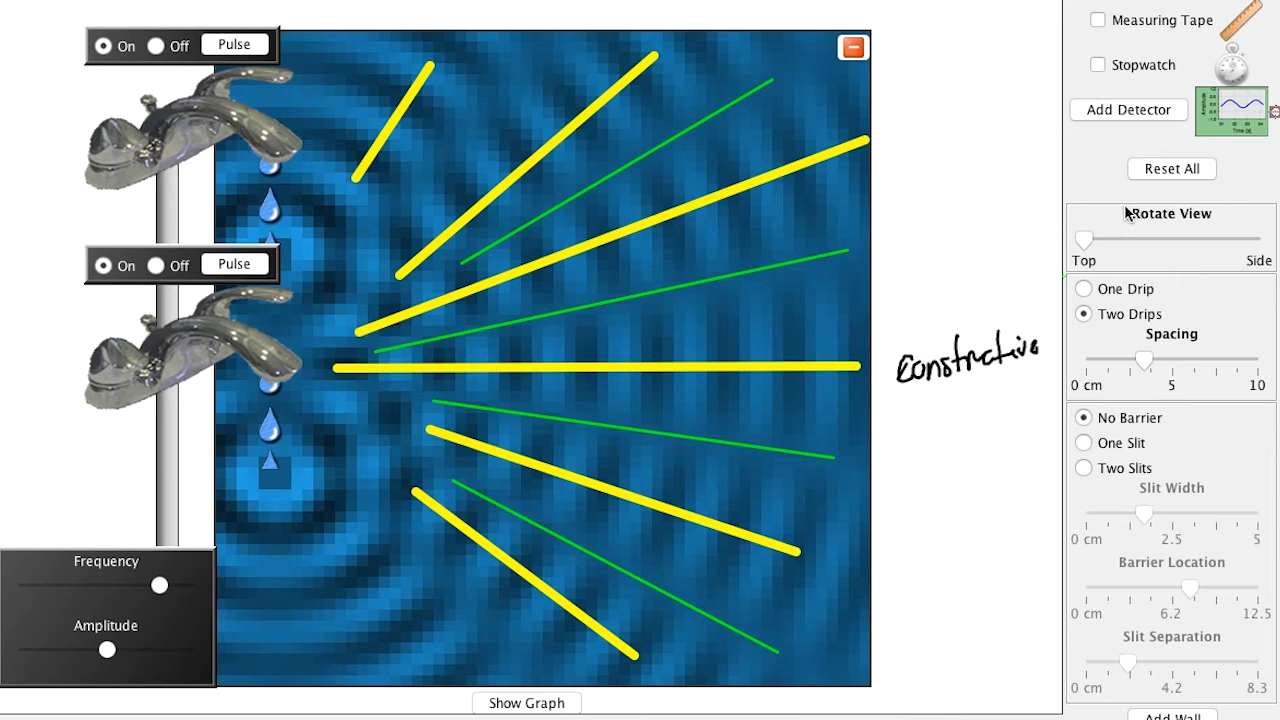 On Off Pulse
On Off Pulse
Frequency
Amplitude
Show Graph
Constructive
Measuring Tape
Stopwatch
Add Detector
Reset All
Rotate View
Top Side
One Drip
Two Drips
Spacing
0 cm 5 10
No Barrier
One Slit
Two Slits
Slit Width
0 cm 2.5 5
Barrier Location
0 cm 6.2 12.5
Slit Separation
0 cm 4.2 8.3
Add Wall